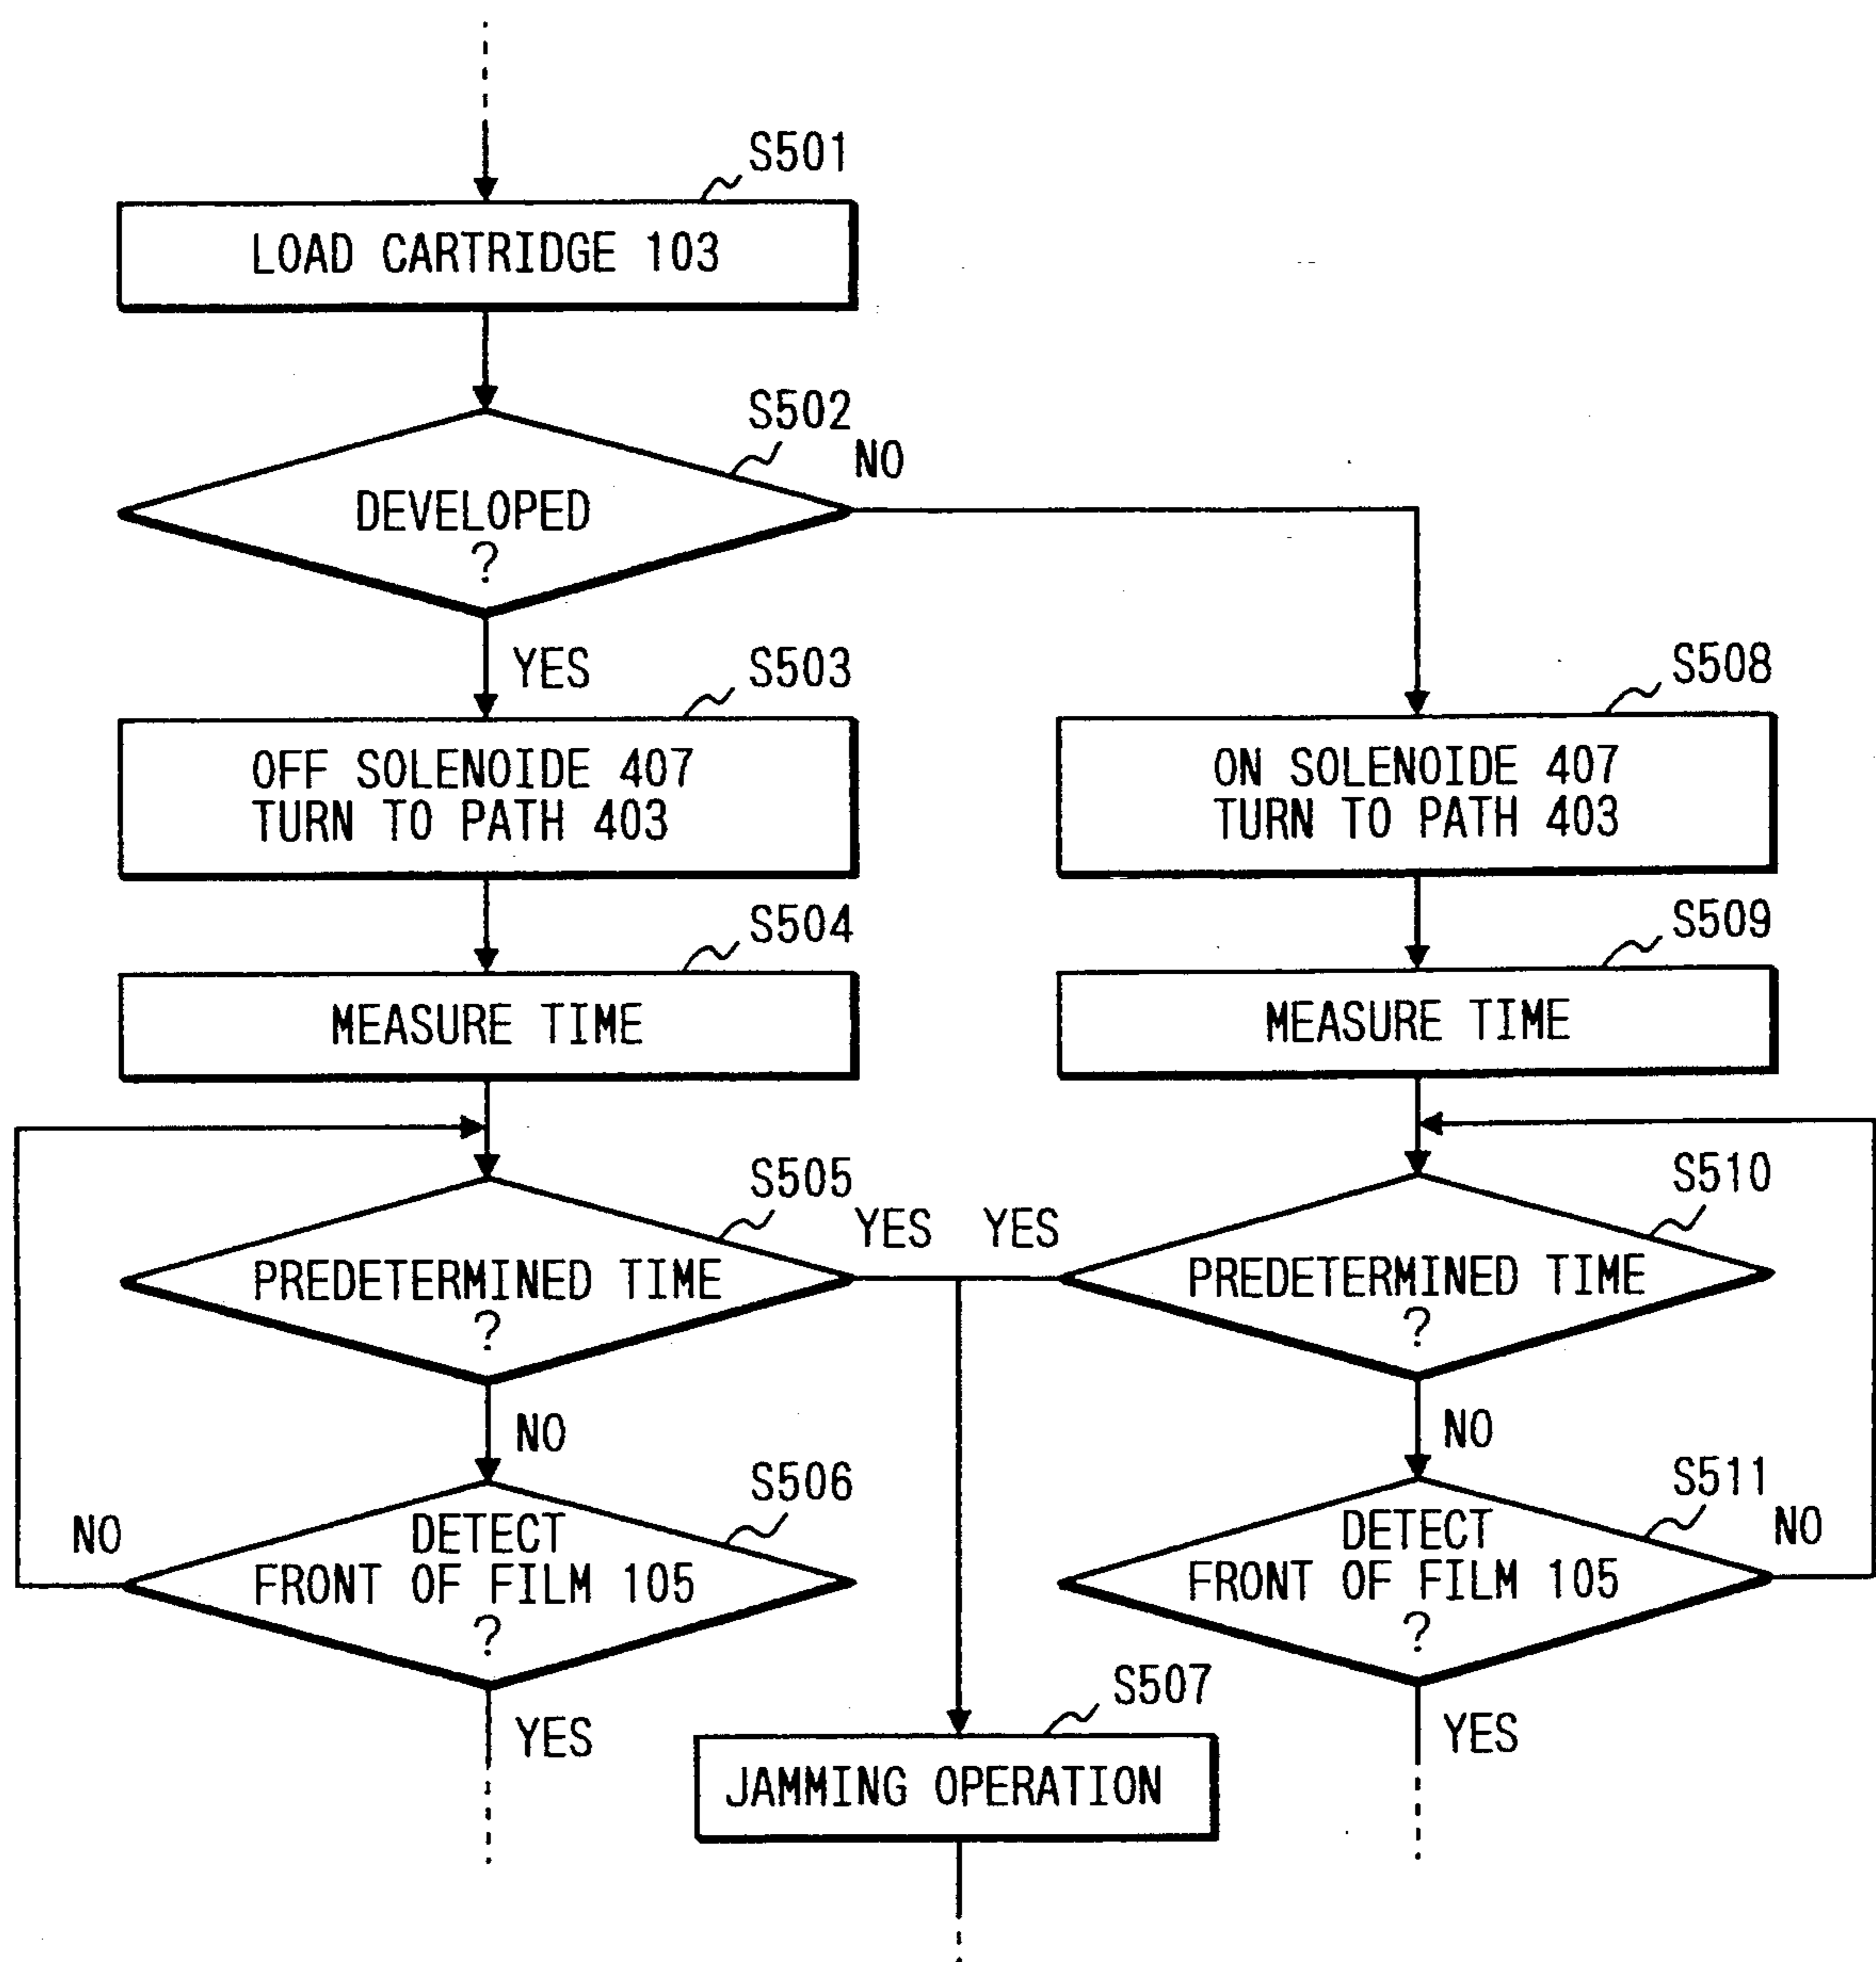 S501
LOAD CARTRIDGE 103
S502
NO
DEVELOPED
?
YES
S503
OFF SOLENOIDE 407
TURN TO PATH 403
S508
ON SOLENOIDE 407
TURN TO PATH 403
S504
MEASURE TIME
S509
MEASURE TIME
S505
YES
PREDETERMINED TIME
?
NO
S510
YES
PREDETERMINED TIME
?
NO
S506
NO
DETECT
FRONT OF FILM 105
?
YES
S511
NO
DETECT
FRONT OF FILM 105
?
YES
S507
JAMMING OPERATION